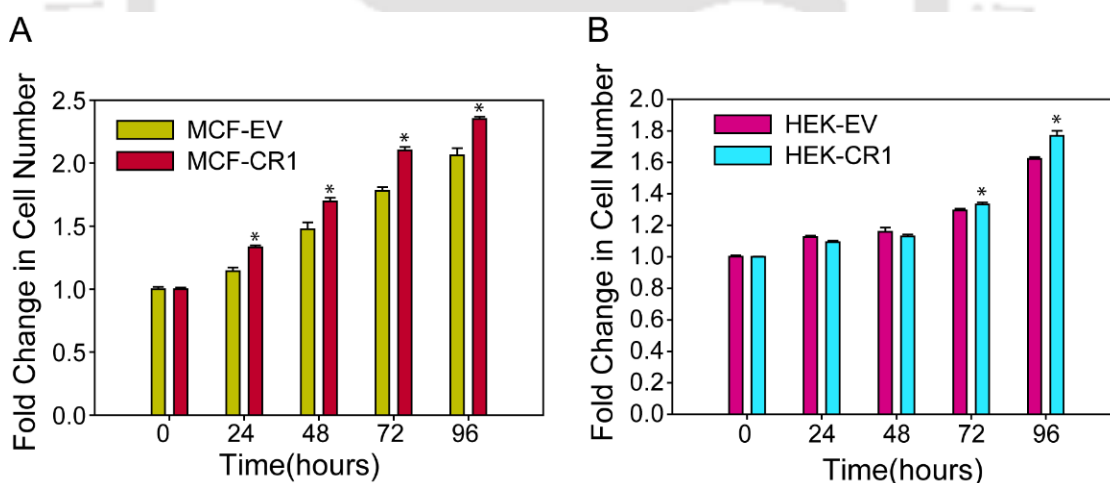 A
Fold Change in Cell Number
2.5
2.0
1.5
1.0
0.5
0.0
MCF-EV
MCF-CR1
* * * *
0 24 48 72 96
Time(hours)
B
Fold Change in Cell Number
2.0
1.8
1.6
1.4
1.2
1.0
0.8
0.6
0.4
0.2
0.0
HEK-EV
HEK-CR1
* *
0 24 48 72 96
Time(hours)